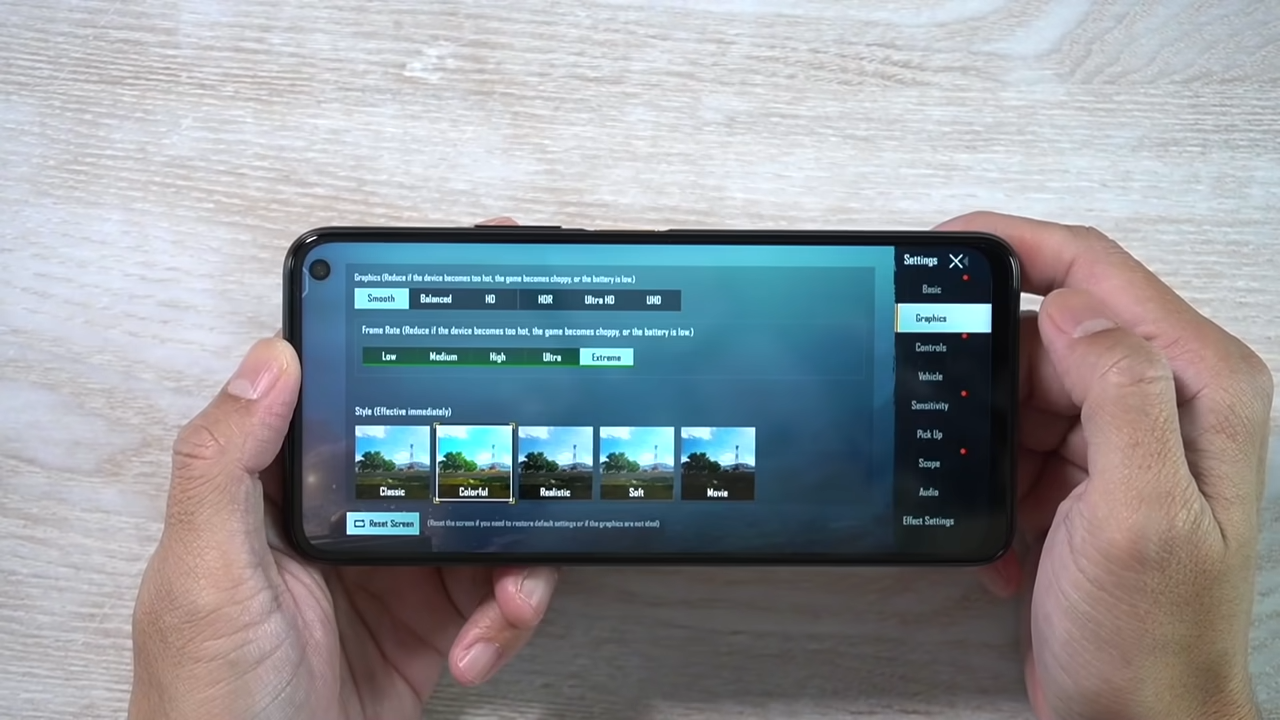 Graphics (Reduce if the device becomes too hot, the game becomes choppy, or the battery is low.)
Smooth Balanced HD HDR Ultra HD UHD
Frame Rate (Reduce if the device becomes too hot, the game becomes choppy, or the battery is low.)
Low Medium High Ultra Extreme
Style (Effective immediately)
Classic Colorful Realistic Soft Movie
Reset Screen (Reset the screen if you need to restore default settings or if the graphics are not ideal)
Settings
Basic
Graphics
Controls
Vehicle
Sensitivity
Pick Up
Scope
Audio
Effect Settings